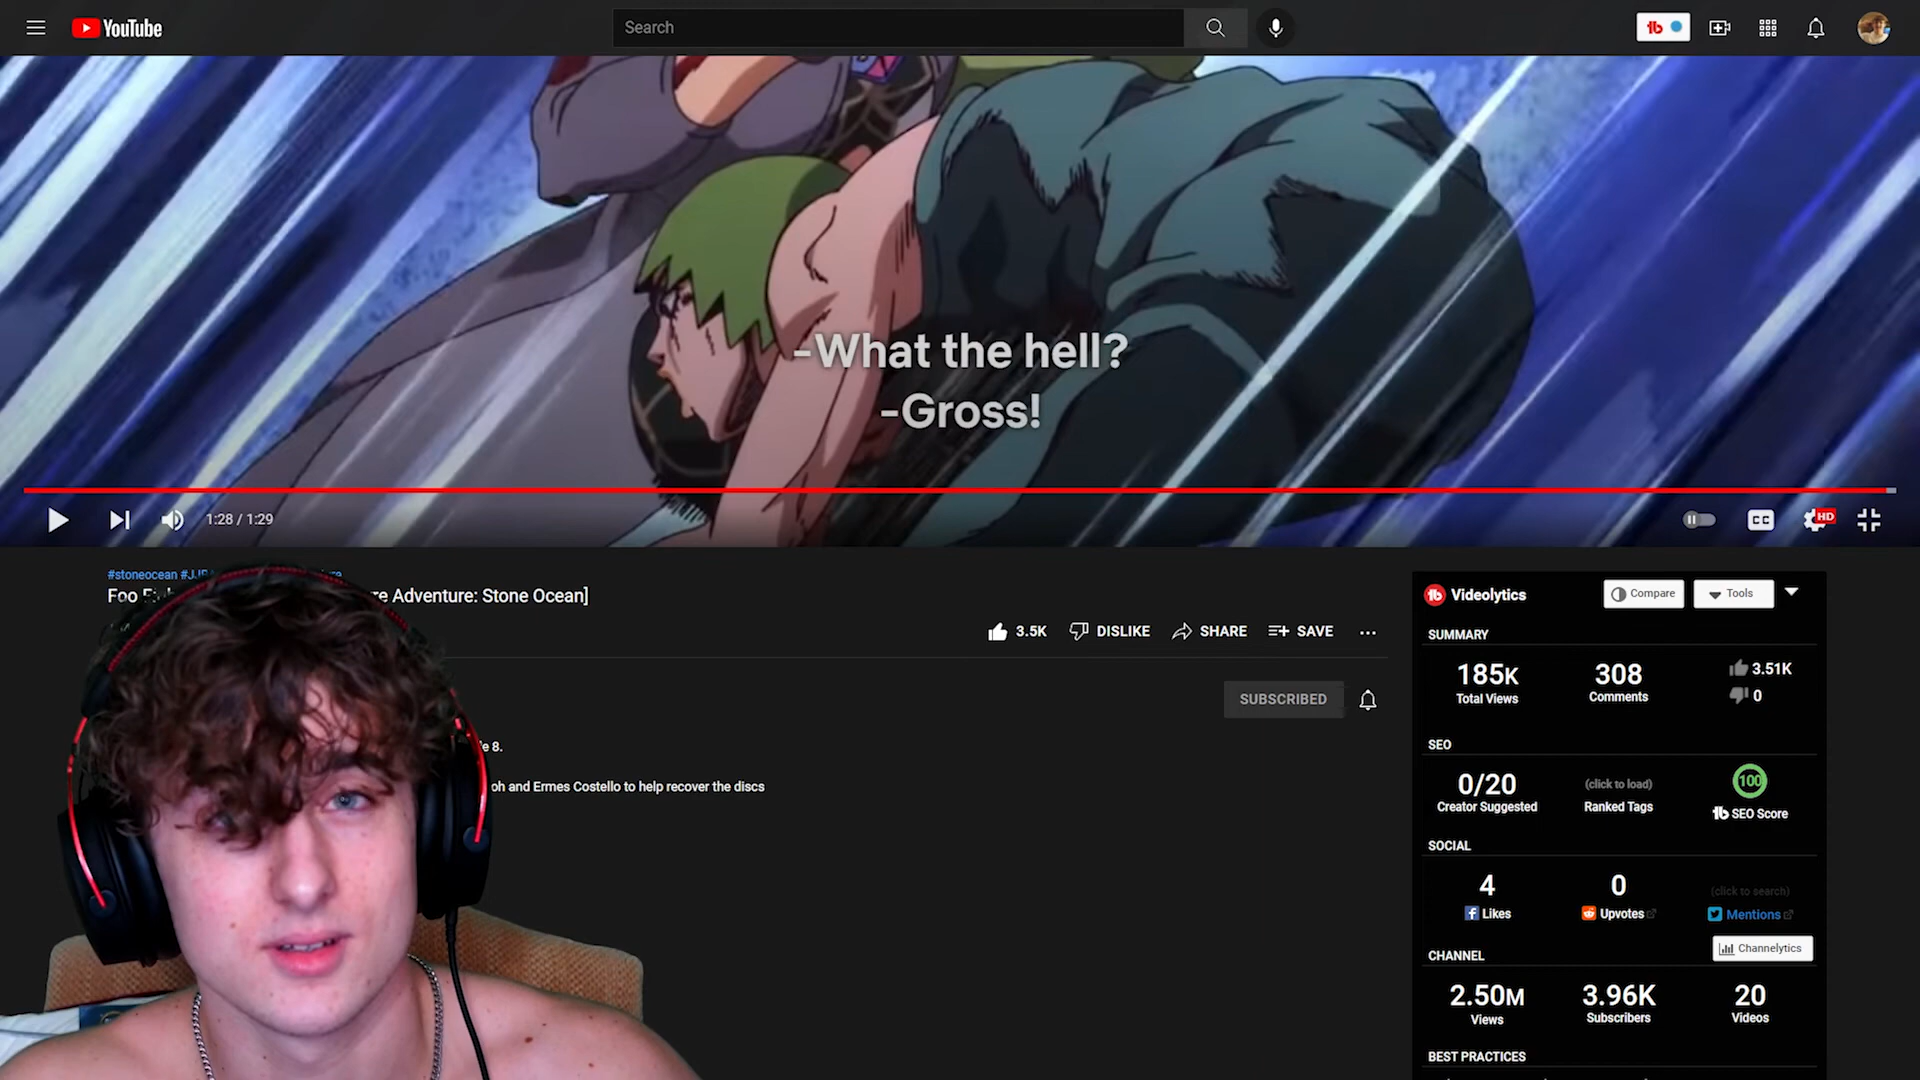 YouTube
Search
-What the hell?
-Gross!
1:28 / 1:29
CC
HD
#stoneocean
re Adventure: Stone Ocean]
3.5K
DISLIKE
SHARE
SAVE
SUBSCRIBED
e 8.
oh and Ermes Costello to help recover the discs
Videolytics
Compare
Tools
SUMMARY
185K
Total Views
308
Comments
3.51K
0
SEO
0/20
Creator Suggested
(click to load)
Ranked Tags
100
SEO Score
SOCIAL
4
Likes
0
Upvotes
(click to search)
Mentions
Channelytics
CHANNEL
2.50M
Views
3.96K
Subscribers
20
Videos
BEST PRACTICES